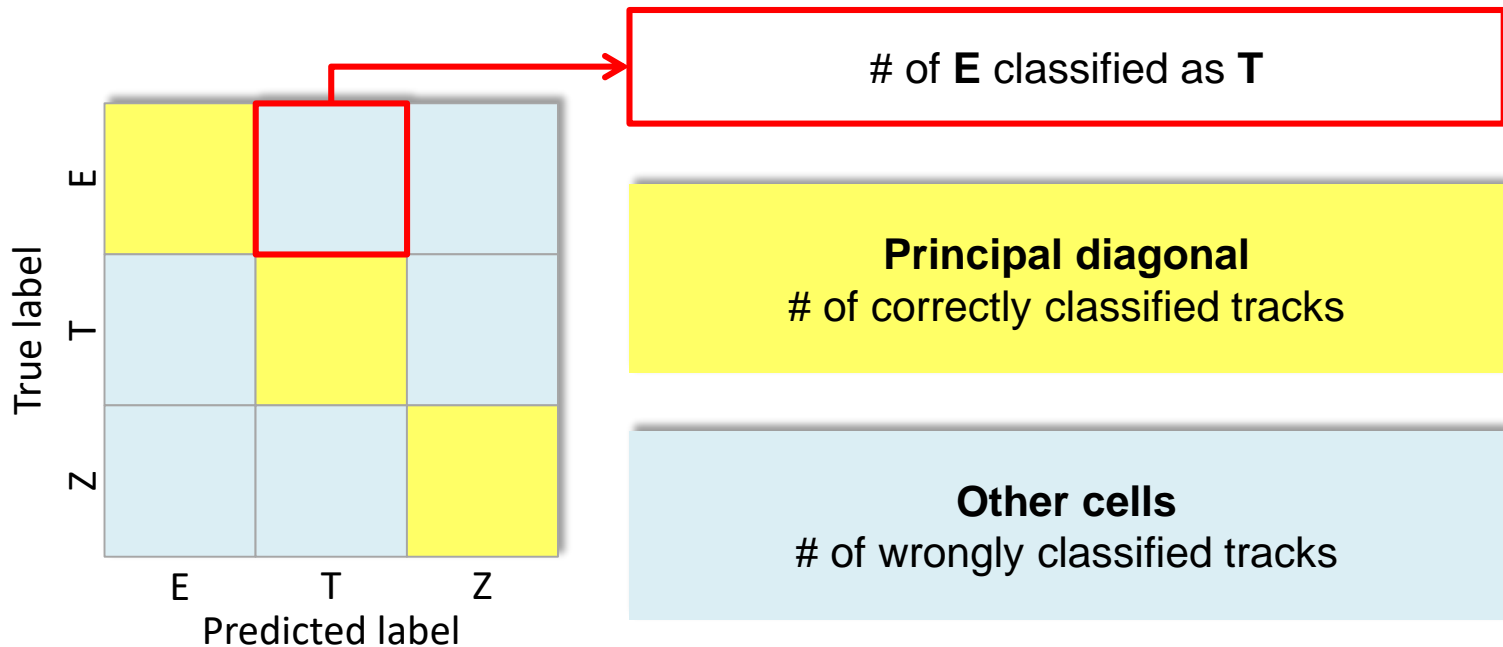 # of E classified as T
E
T
Z
True label
E T Z
Predicted label
Principal diagonal
# of correctly classified tracks
Other cells
# of wrongly classified tracks